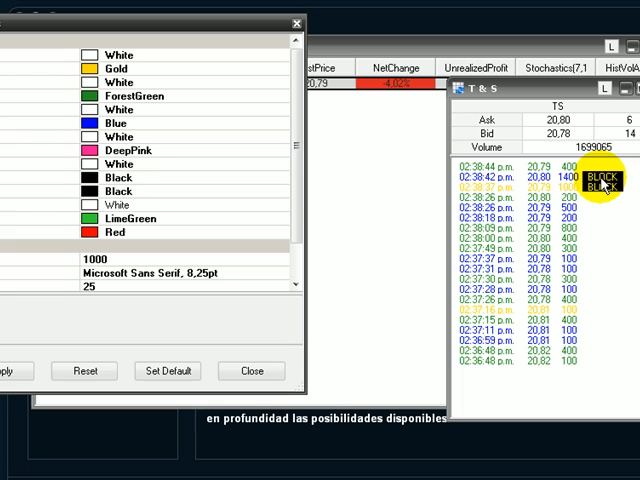 White
Gold
White
ForestGreen
White
Blue
White
DeepPink
White
Black
Black
White
LimeGreen
Red
1000
Microsoft Sans Serif, 8,25pt
25
ply
Reset
Set Default
Close
L
stPrice NetChange UnrealizedProfit Stochastics(7,1 HistVolA
20,79 -4,02%
T & S L
TS
Ask 20,80 6
Bid 20,78 14
Volume 1699065
02:38:44 p.m. 20,79 400
02:38:42 p.m. 20,80 1400 BLOCK
02:38:37 p.m. 20,79 1000 BLOCK
02:38:26 p.m. 20,80 200
02:38:26 p.m. 20,79 500
02:38:18 p.m. 20,79 200
02:38:09 p.m. 20,79 800
02:38:00 p.m. 20,80 400
02:37:49 p.m. 20,80 300
02:37:37 p.m. 20,79 100
02:37:31 p.m. 20,78 100
02:37:30 p.m. 20,78 300
02:37:28 p.m. 20,78 100
02:37:26 p.m. 20,78 400
02:37:16 p.m. 20,81 100
02:37:15 p.m. 20,81 400
02:37:11 p.m. 20,81 100
02:36:59 p.m. 20,81 100
02:36:48 p.m. 20,82 400
02:36:48 p.m. 20,82 100
en profundidad las posibilidades disponibles